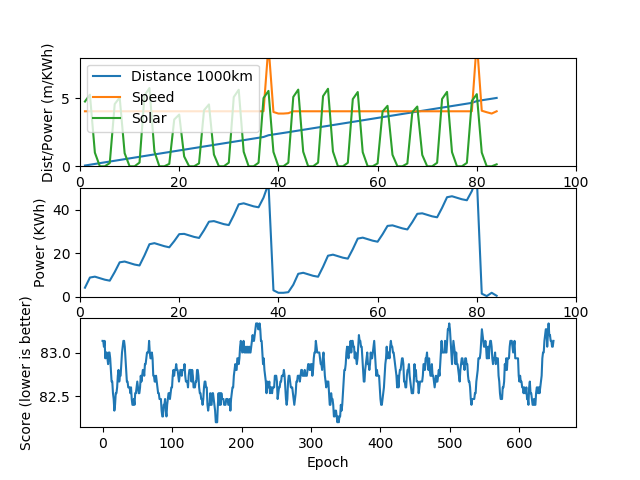 Dist/Power (m/KWh)
5
0
Distance 1000km
Speed
Solar
0 20 40 60 80 100
Power (KWh)
40
20
0
0 20 40 60 80 100
Score (lower is better)
83.0
82.5
0 100 200 300 400 500 600
Epoch